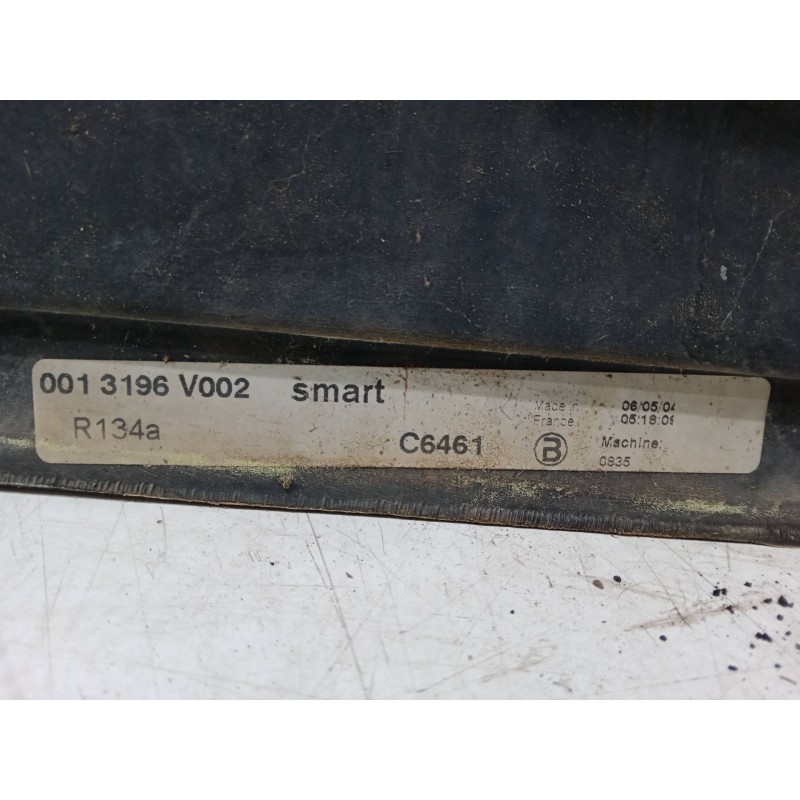 001 3196 V002 smart
R134a C6461 B
Made in France 06/05/04
05:18:09
Machine:
0835